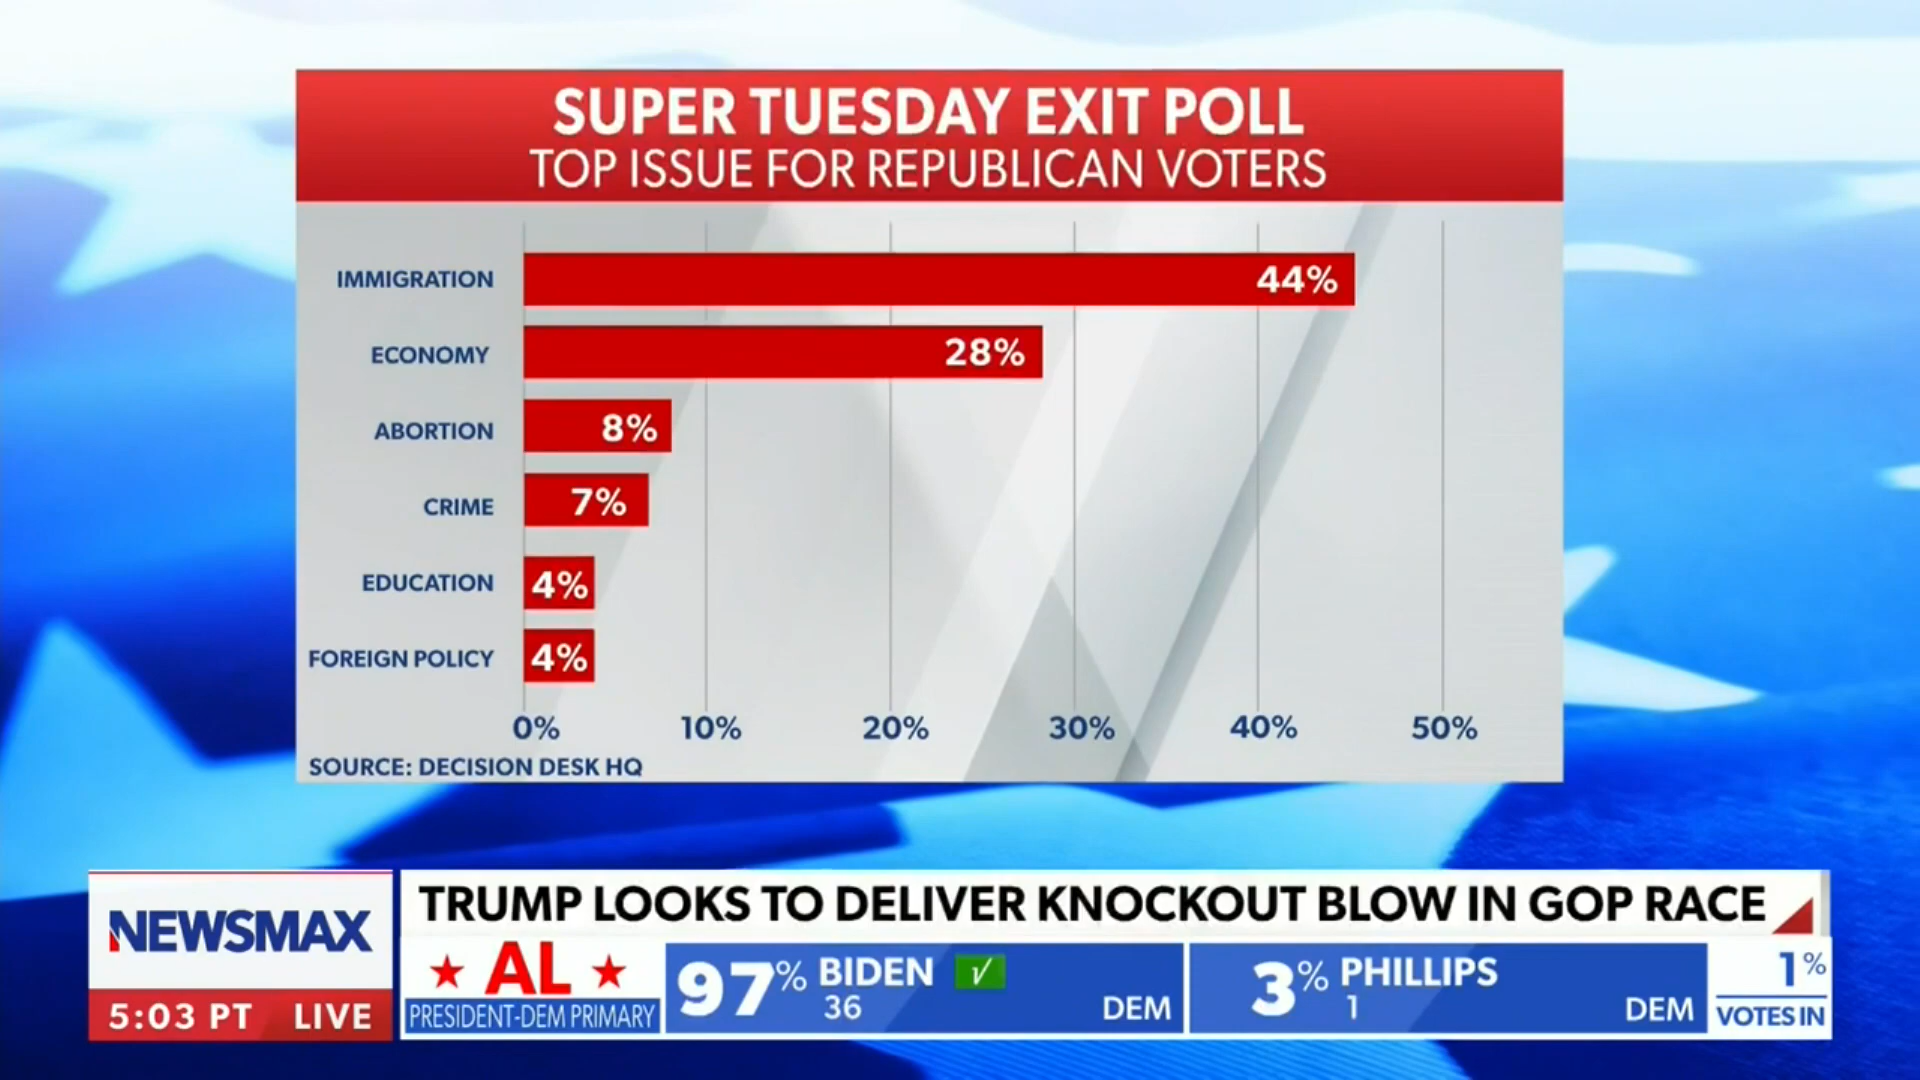 SUPER TUESDAY EXIT POLL
TOP ISSUE FOR REPUBLICAN VOTERS
IMMIGRATION 44%
ECONOMY 28%
ABORTION 8%
CRIME 7%
EDUCATION 4%
FOREIGN POLICY 4%
0% 10% 20% 30% 40% 50%
SOURCE: DECISION DESK HQ
NEWSMAX
5:03 PT LIVE
TRUMP LOOKS TO DELIVER KNOCKOUT BLOW IN GOP RACE
AL
PRESIDENT-DEM PRIMARY
97% BIDEN
36
DEM
3% PHILLIPS
1
DEM
1%
VOTES IN